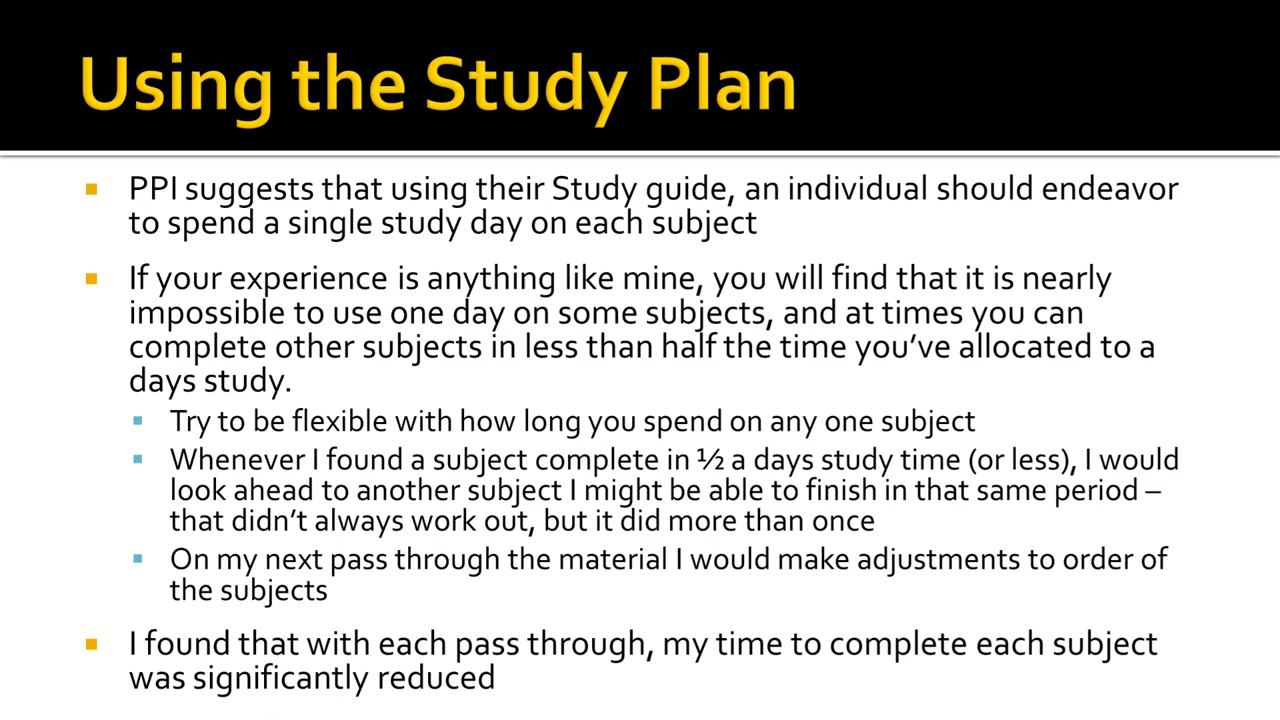 Using the Study Plan
PPI suggests that using their Study guide, an individual should endeavor
to spend a single study day on each subject
If your experience is anything like mine, you will find that it is nearly
impossible to use one day on some subjects, and at times you can
complete other subjects in less than half the time you’ve allocated to a
days study.
Try to be flexible with how long you spend on any one subject
Whenever I found a subject complete in ½ a days study time (or less), I would
look ahead to another subject I might be able to finish in that same period –
that didn’t always work out, but it did more than once
On my next pass through the material I would make adjustments to order of
the subjects
I found that with each pass through, my time to complete each subject
was significantly reduced